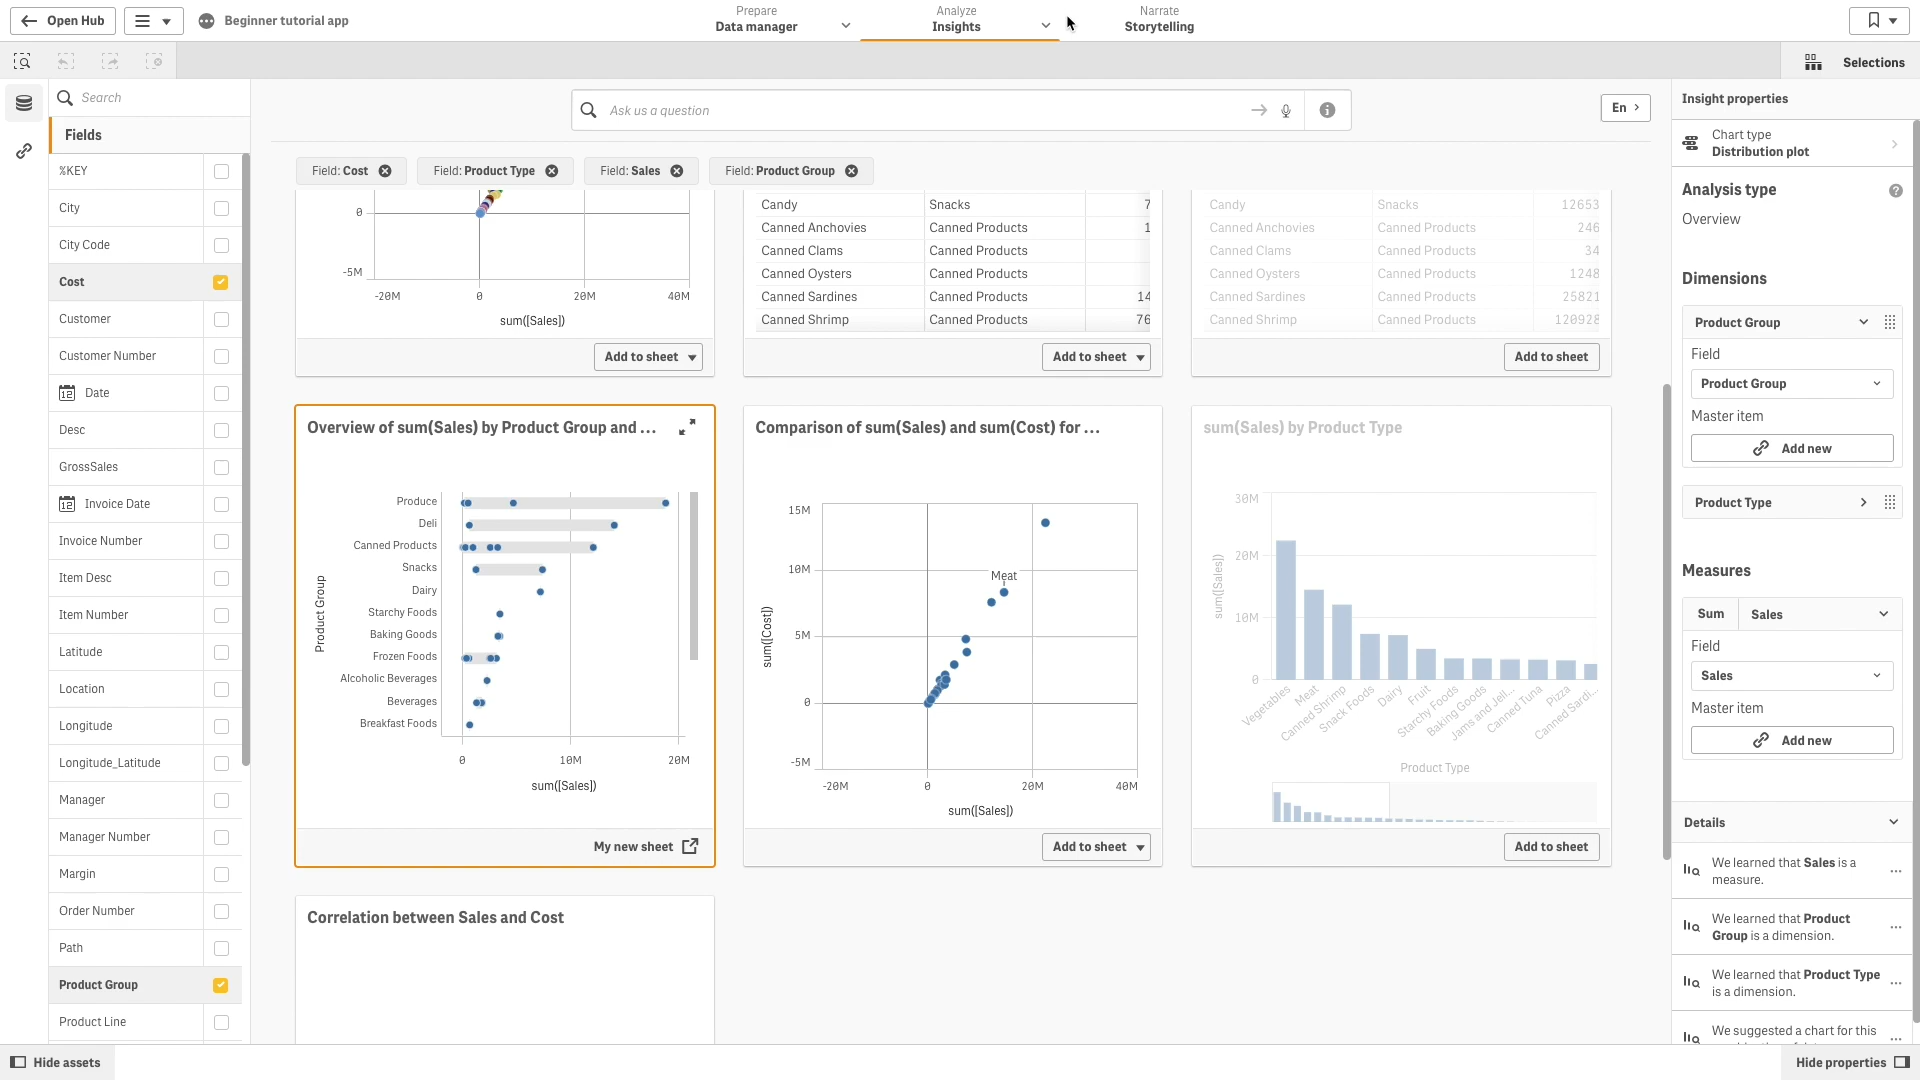 Open Hub
Beginner tutorial app
Prepare
Data manager
Analyze
Insights
Narrate
Storytelling
Selections
Search
Fields
%KEY
City
City Code
Cost
Customer
Customer Number
12 Date
Desc
GrossSales
12 Invoice Date
Invoice Number
Item Desc
Item Number
Latitude
Location
Longitude
Longitude_Latitude
Manager
Manager Number
Margin
Order Number
Path
Product Group
Product Line
Hide assets
Ask us a question
En
Field: Cost
Field: Product Type
Field: Sales
Field: Product Group
0
-5M
-20M 0 20M 40M
sum([Sales])
Add to sheet
Candy Snacks 7
Canned Anchovies Canned Products 1
Canned Clams Canned Products
Canned Oysters Canned Products
Canned Sardines Canned Products 14
Canned Shrimp Canned Products 76
Add to sheet
Candy Snacks 12653
Canned Anchovies Canned Products 246
Canned Clams Canned Products 34
Canned Oysters Canned Products 1248
Canned Sardines Canned Products 25821
Canned Shrimp Canned Products 120928
Add to sheet
Overview of sum(Sales) by Product Group and ...
Product Group
Produce
Deli
Canned Products
Snacks
Dairy
Starchy Foods
Baking Goods
Frozen Foods
Alcoholic Beverages
Beverages
Breakfast Foods
0 10M 20M
sum([Sales])
My new sheet
Comparison of sum(Sales) and sum(Cost) for ...
sum([Cost])
15M
10M
5M
0
-5M
Meat
-20M 0 20M 40M
sum([Sales])
Add to sheet
sum(Sales) by Product Type
sum([Sales])
30M
20M
10M
0
Vegetables
Meat
Canned Shrimp
Snack Foods
Dairy
Fruit
Starchy Foods
Baking Goods
Jams and Jell...
Canned Tuna
Pizza
Canned Sardi...
Product Type
Add to sheet
Correlation between Sales and Cost
Insight properties
Chart type
Distribution plot
Analysis type
Overview
Dimensions
Product Group
Field
Product Group
Master item
Add new
Product Type
Measures
Sum Sales
Field
Sales
Master item
Add new
Details
We learned that Sales is a
measure.
We learned that Product
Group is a dimension.
We learned that Product Type
is a dimension.
We suggested a chart for this
Hide properties